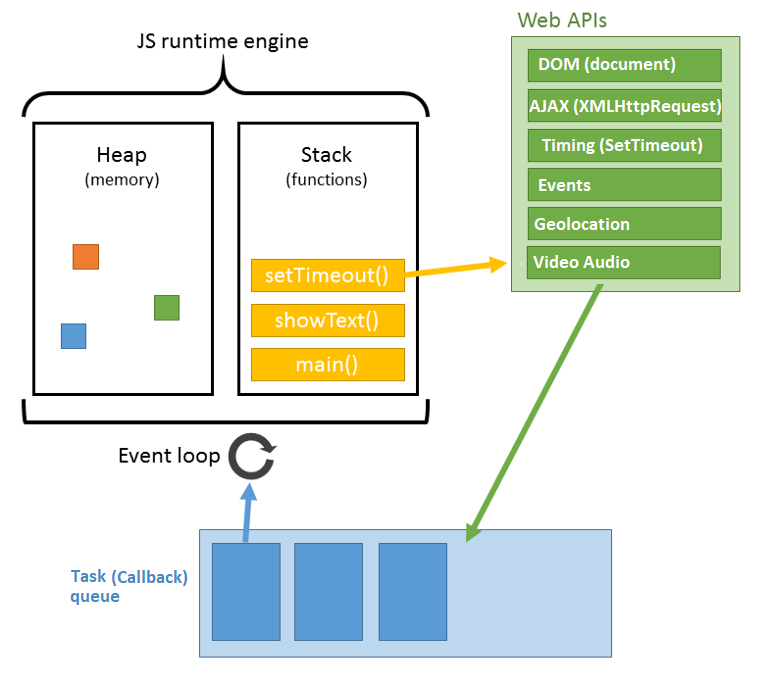 Web APIs
JS runtime engine
DOM (document)
AJAX (XMLHttpRequest)
Timing (SetTimeout)
Events
Geolocation
Video Audio
Heap
(memory)
Stack
(functions)
setTimeout()
showText()
main()
Event loop
Task (Callback)
queue